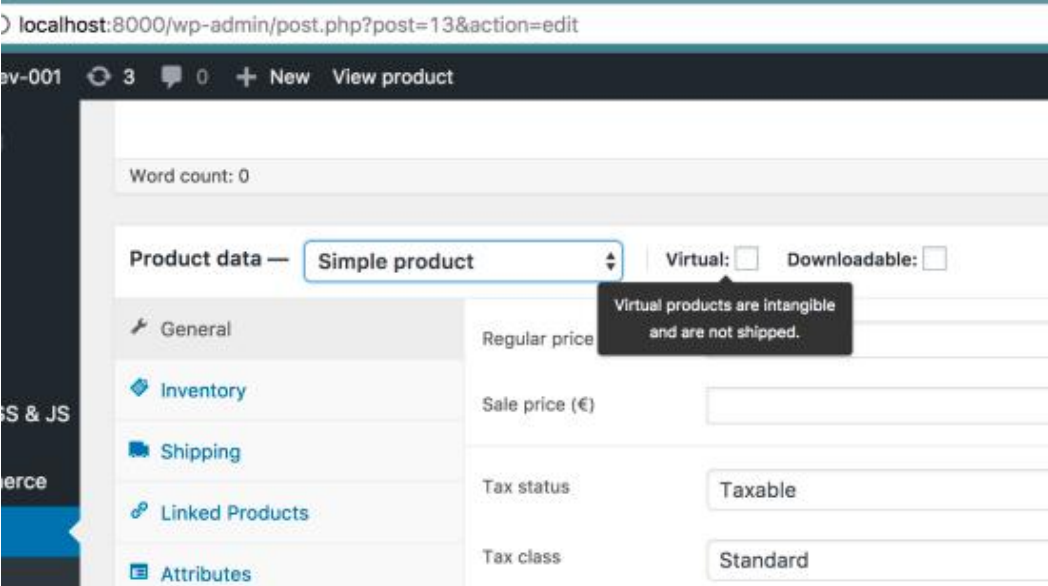 localhost:8000/wp-admin/post.php?post=13&action=edit
ev-001 3 0 + New View product
Word count: 0
Product data — Simple product Virtual: Downloadable:
Virtual products are intangible
and are not shipped.
General
Regular price
Inventory
Sale price (€)
SS & JS
Shipping
erce
Tax status Taxable
Linked Products
Tax class Standard
Attributes